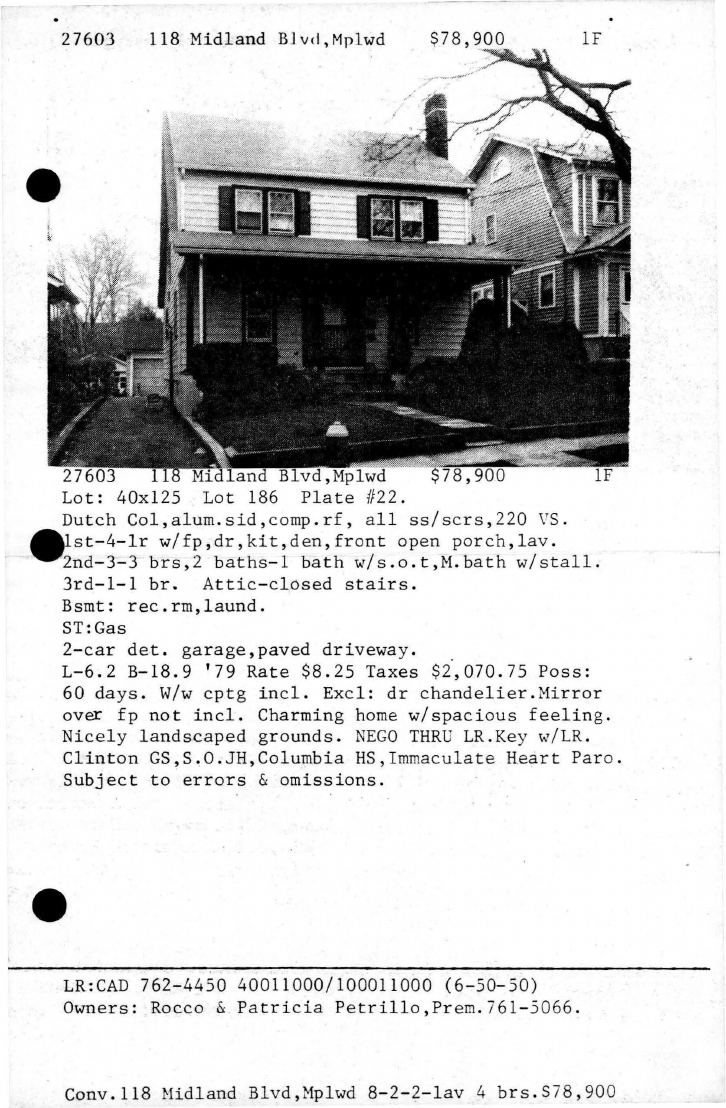 27603 118 Midland Blvd,Mplwd $78,900 1F
27603 118 Midland Blvd,Mplwd $78,900 1F
Lot: 40x125 Lot 186 Plate #22.
Dutch Col,alum.sid,comp.rf, all ss/scrs,220 VS.
1st-4-lr w/fp,dr,kit,den,front open porch,lav.
2nd-3-3 brs,2 baths-1 bath w/s.o.t,M.bath w/stall.
3rd-1-1 br. Attic-closed stairs.
Bsmt: rec.rm,laund.
ST:Gas
2-car det. garage,paved driveway.
L-6.2 B-18.9 '79 Rate $8.25 Taxes $2,070.75 Poss:
60 days. W/w cptg incl. Excl: dr chandelier.Mirror
over fp not incl. Charming home w/spacious feeling.
Nicely landscaped grounds. NEGO THRU LR.Key w/LR.
Clinton GS,S.O.JH,Columbia HS,Immaculate Heart Paro.
Subject to errors & omissions.
LR:CAD 762-4450 40011000/100011000 (6-50-50)
Owners: Rocco & Patricia Petrillo,Prem.761-5066.
Conv.118 Midland Blvd,Mplwd 8-2-2-lav 4 brs.$78,900